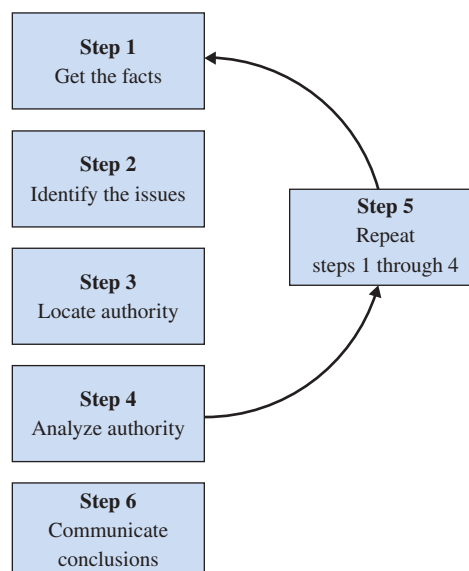 Step 1
Get the facts
Step 2
Identify the issues
Step 3
Locate authority
Step 4
Analyze authority
Step 5
Repeat
steps 1 through 4
Step 6
Communicate
conclusions